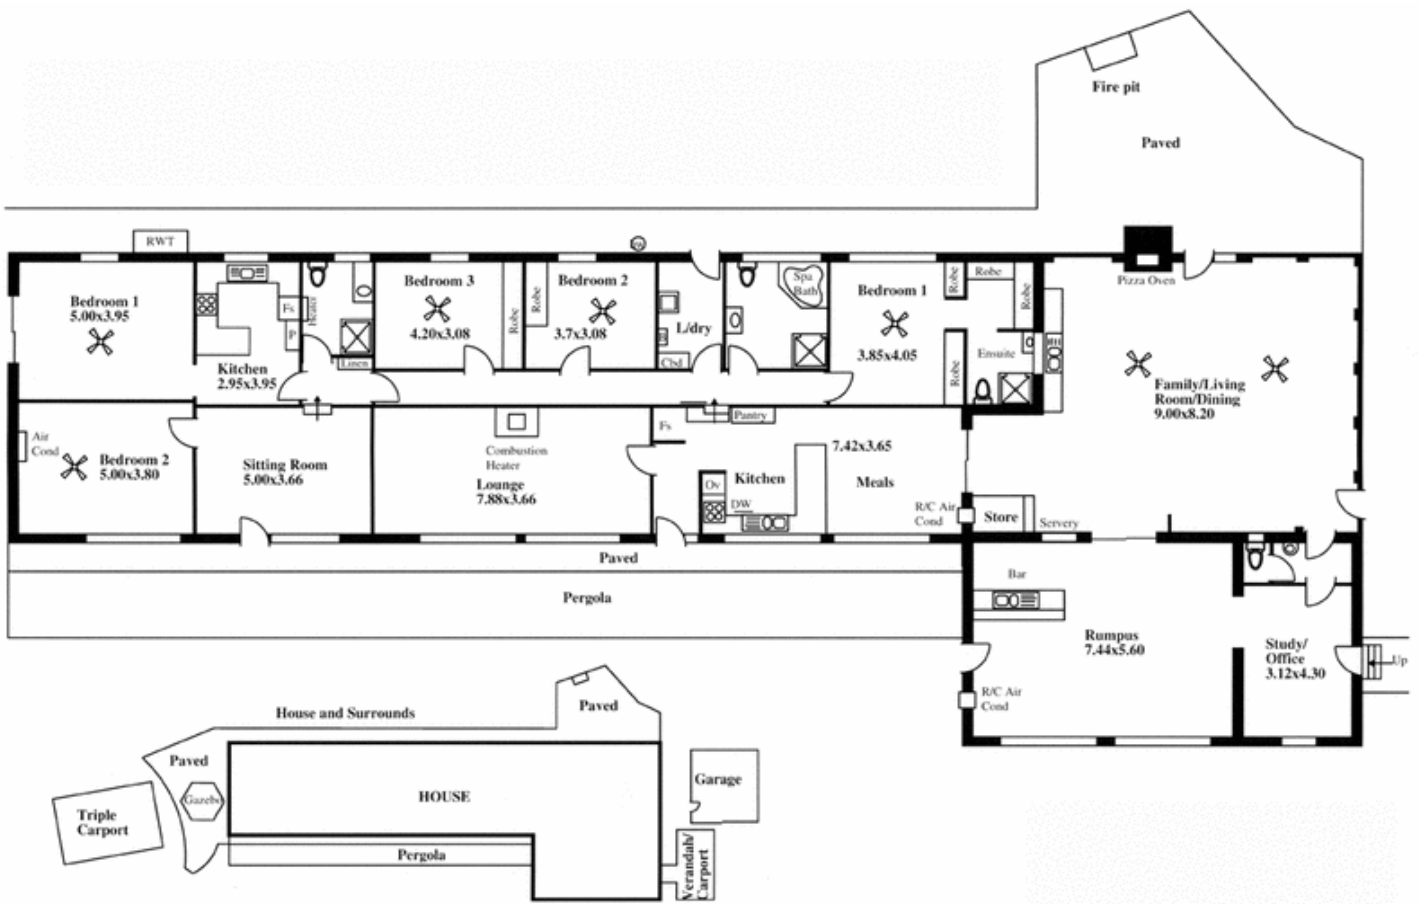 Fire pit
Paved
RWT
Bedroom 1
5.00x3.95
Kitchen
2.95x3.95
Fs
P
Heater
Linen
Bedroom 3
4.20x3.08
Robe
Robe
Bedroom 2
3.7x3.08
L/dry
Cbd
Spa
Bath
Bedroom 1
3.85x4.05
Robe
Robe
Robe
Robe
Ensuite
Pizza Oven
Family/Living
Room/Dining
9.00x8.20
Air
Cond
Bedroom 2
5.00x3.80
Sitting Room
5.00x3.66
Combustion
Heater
Lounge
7.88x3.66
Fs
Pantry
7.42x3.65
Kitchen
Meals
Ov
DW
R/C Air
Cond
Store
Servery
Paved
Pergola
Bar
Rumpus
7.44x5.60
Study/
Office
3.12x4.30
Up
R/C Air
Cond
House and Surrounds
Paved
Paved
Gazebo
HOUSE
Garage
Triple
Carport
Pergola
Verandah/
Carport